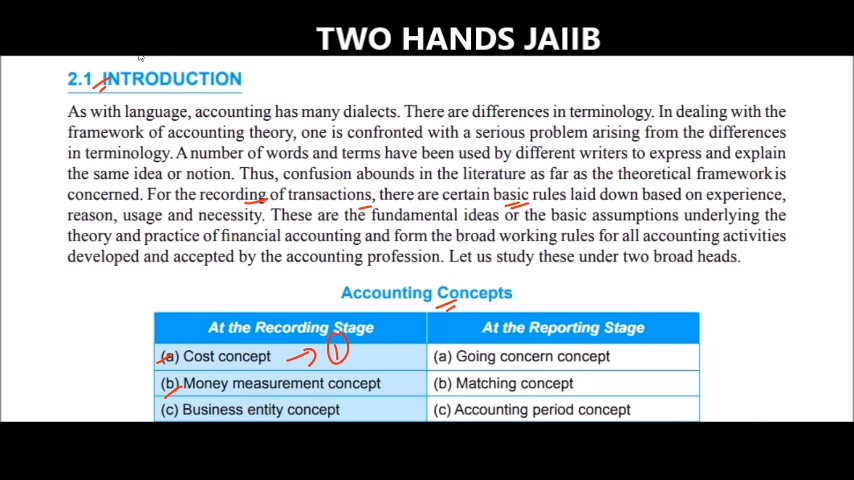 TWO HANDS JAIIB
2.1 INTRODUCTION
As with language, accounting has many dialects. There are differences in terminology. In dealing with the
framework of accounting theory, one is confronted with a serious problem arising from the differences
in terminology. A number of words and terms have been used by different writers to express and explain
the same idea or notion. Thus, confusion abounds in the literature as far as the theoretical framework is
concerned. For the recording of transactions, there are certain basic rules laid down based on experience,
reason, usage and necessity. These are the fundamental ideas or the basic assumptions underlying the
theory and practice of financial accounting and form the broad working rules for all accounting activities
developed and accepted by the accounting profession. Let us study these under two broad heads.
Accounting Concepts
At the Recording Stage At the Reporting Stage
(a) Cost concept 1 (a) Going concern concept
(b) Money measurement concept (b) Matching concept
(c) Business entity concept (c) Accounting period concept